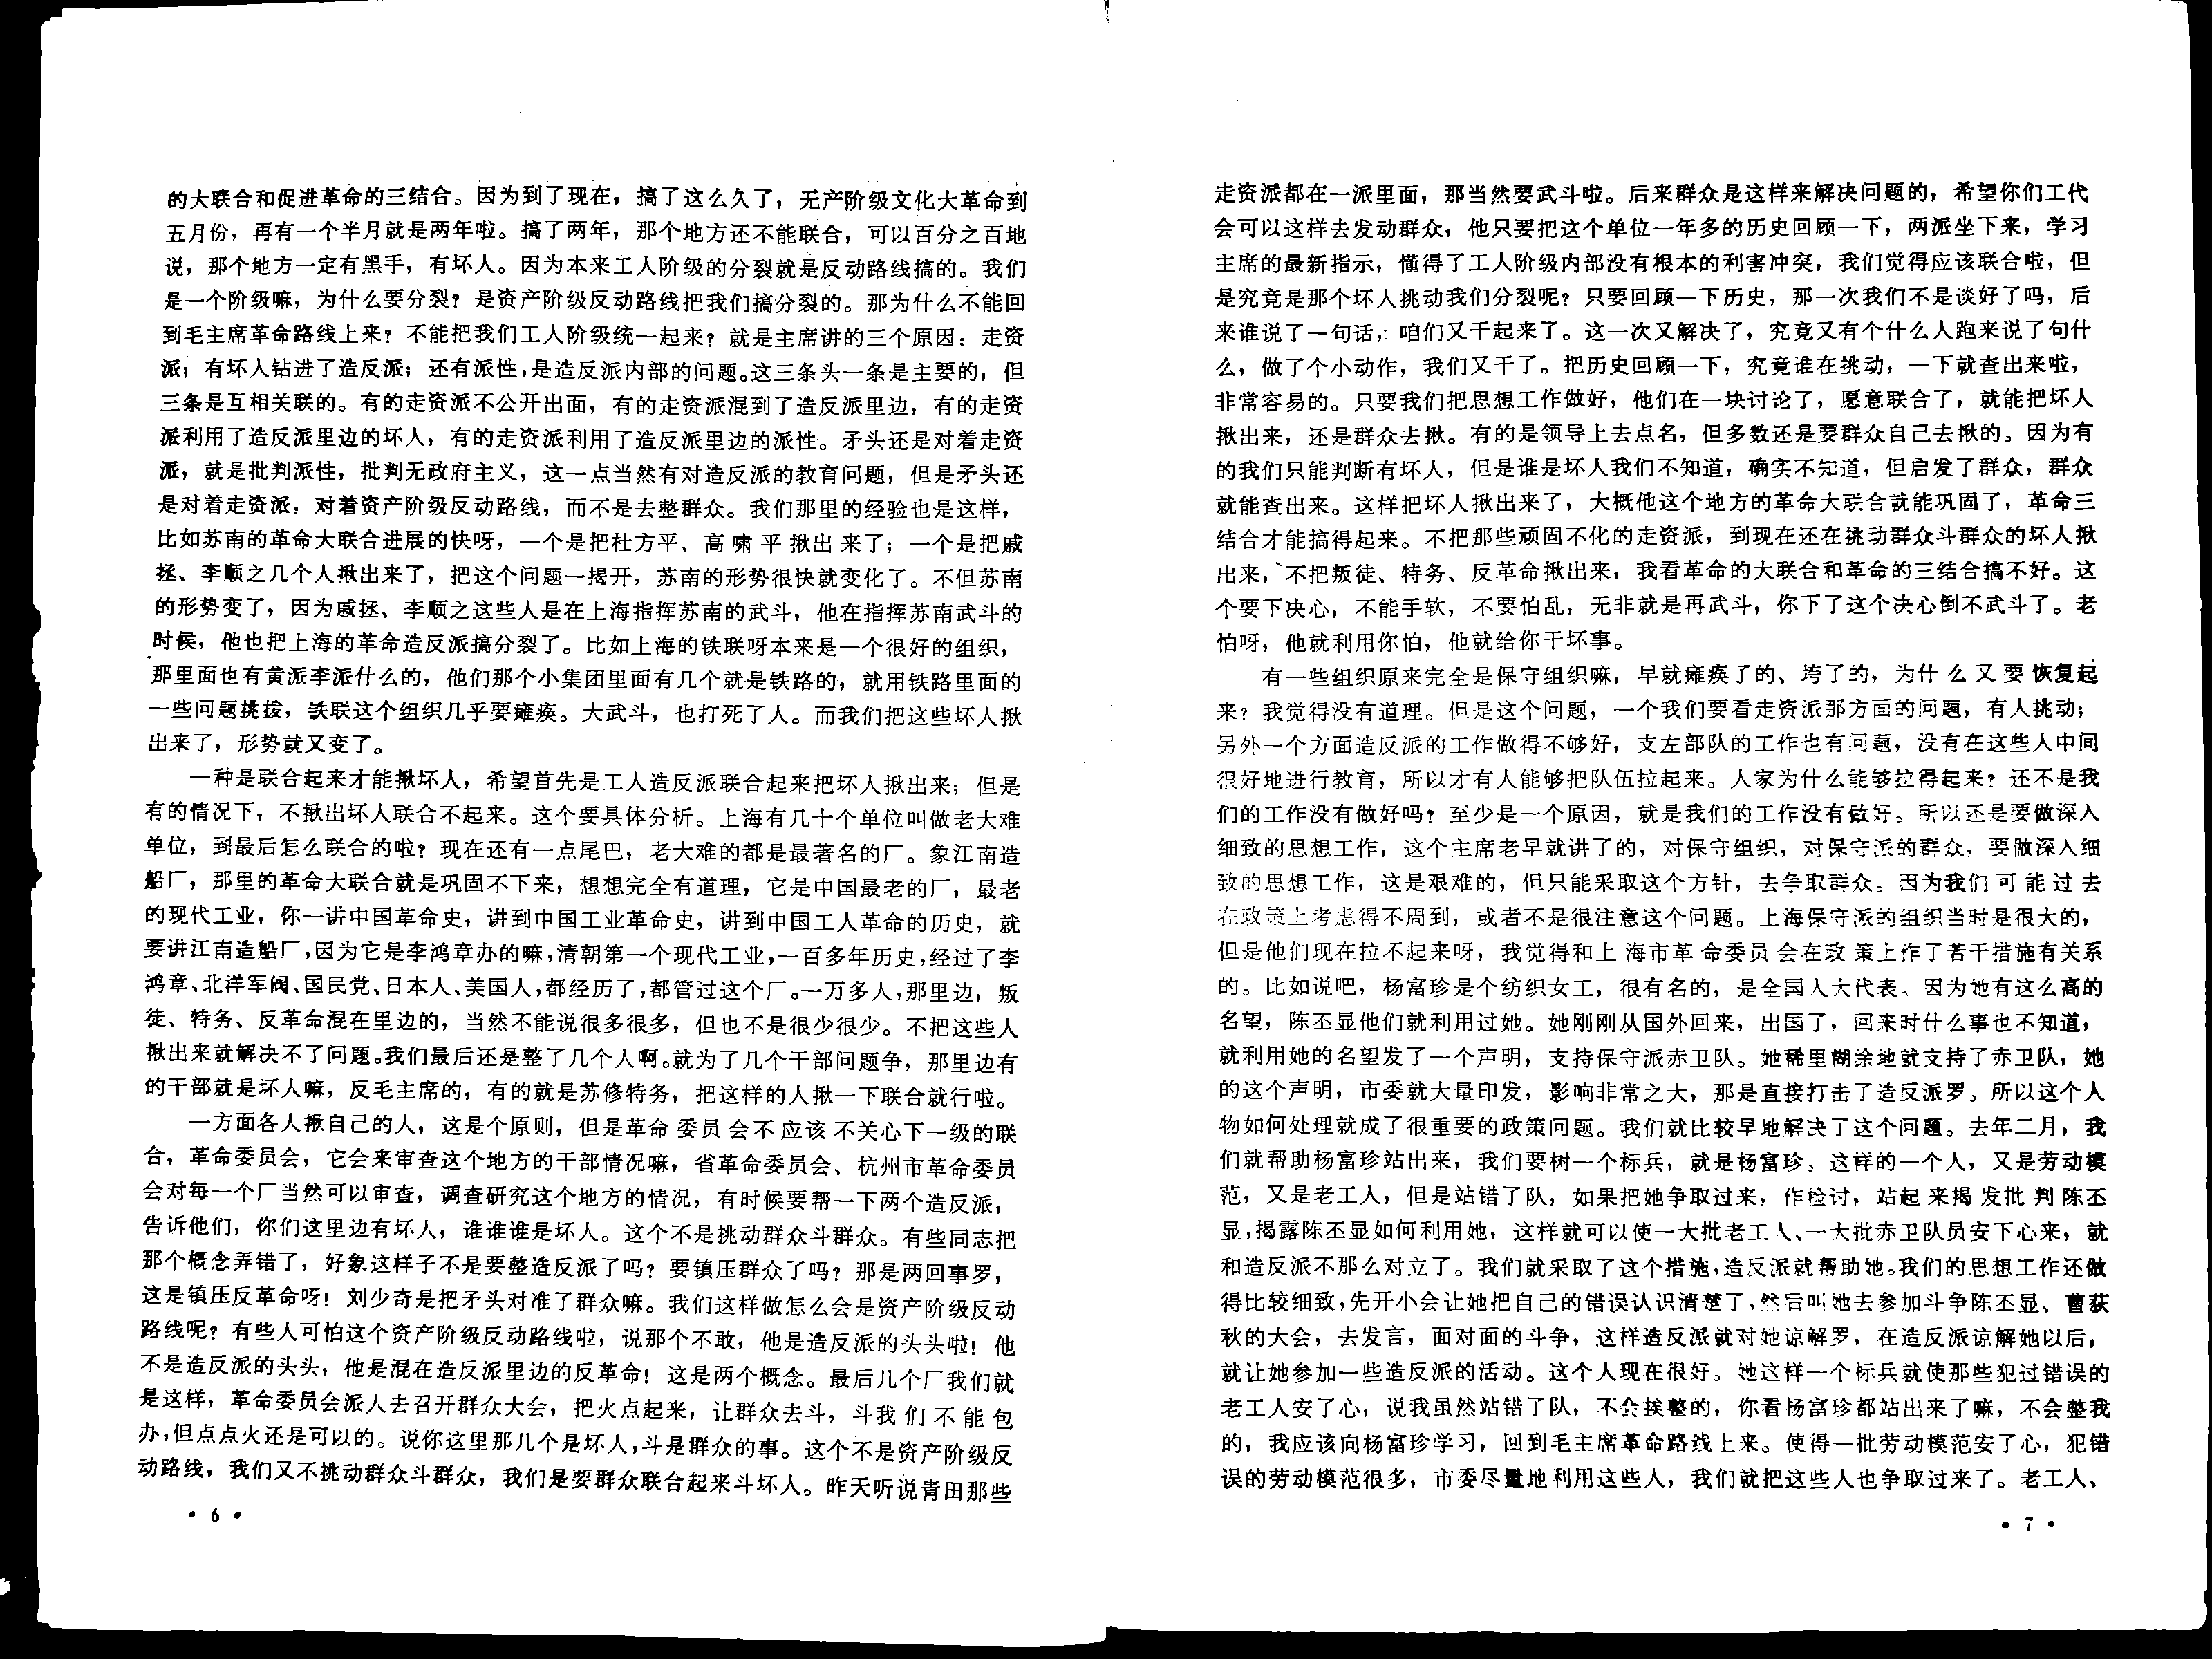 的大联合和促进革命的三结合。因为到了现在，搞了这么久了，无产阶级文化大革命到
五月份，再有一个半月就是两年啦。搞了两年，那个地方还不能联合，可以百分之百地
说，那个地方一定有黑手，有坏人。因为本来工人阶级的分裂就是反动路线搞的。我们
是一个阶级嘛，为什么要分裂？是资产阶级反动路线把我们搞分裂的。那为什么不能回
到毛主席革命路线上来？不能把我们工人阶级统一起来？就是主席讲的三个原因：走资
派；有坏人钻进了造反派；还有派性，是造反派内部的问题。这三条头一条是主要的，但
三条是互相关联的。有的走资派不公开出面，有的走资派混到了造反派里边，有的走资
派利用了造反派里边的坏人，有的走资派利用了造反派里边的派性。矛头还是对着走资
派，就是批判派性，批判无政府主义，这一点当然有对造反派的教育问题，但是矛头还
是对着走资派，对着资产阶级反动路线，而不是去整群众。我们那里的经验也是这样，
比如苏南的革命大联合进展的快呀，一个是把杜方平、高啸平揪出来了；一个是把戚
拯、李顺之几个人揪出来了，把这个问题一揭开，苏南的形势很快就变化了。不但苏南
的形势变了，因为戚拯、李顺之这些人是在上海指挥苏南的武斗，他在指挥苏南武斗的
时候，他也把上海的革命造反派搞分裂了。比如上海的铁联呀本来是一个很好的组织，
那里面也有黄派李派什么的，他们那个小集团里面有几个就是铁路的，就用铁路里面的
一些问题挑拨，铁联这个组织几乎要瘫痪。大武斗，也打死了人。而我们把这些坏人揪
出来了，形势就又变了。
一种是联合起来才能揪坏人，希望首先是工人造反派联合起来把坏人揪出来；但是
有的情况下，不揪出坏人联合不起来。这个要具体分析。上海有几十个单位叫做老大难
单位，到最后怎么联合的啦？现在还有一点尾巴，老大难的都是最著名的厂。象江南造
船厂，那里的革命大联合就是巩固不下来，想想完全有道理，它是中国最老的厂，最老
的现代工业，你一讲中国革命史，讲到中国工业革命史，讲到中国工人革命的历史，就
要讲江南造船厂，因为它是李鸿章办的嘛，清朝第一个现代工业，一百多年历史，经过了李
鸿章、北洋军阀、国民党、日本人、美国人，都经历了，都管过这个厂。一万多人，那里边，叛
徒、特务、反革命混在里边的，当然不能说很多很多，但也不是很少很少。不把这些人
揪出来就解决不了问题。我们最后还是整了几个人啊。就为了几个干部问题争，那里边有
的干部就是坏人嘛，反毛主席的，有的就是苏修特务，把这样的人揪一下联合就行啦。
一方面各人揪自己的人，这是个原则，但是革命委员会不应该不关心下一级的联
合，革命委员会，它会来审查这个地方的干部情况嘛，省革命委员会、杭州市革命委员
会对每一个厂当然可以审查，调查研究这个地方的情况，有时候要帮一下两个造反派，
告诉他们，你们这里边有坏人，谁谁谁是坏人。这个不是挑动群众斗群众。有些同志把
那个概念弄错了，好象这样子不是要整造反派了吗？要镇压群众了吗？那是两回事罗，
这是镇压反革命呀！刘少奇是把矛头对准了群众嘛。我们这样做怎么会是资产阶级反动
路线呢？有些人可怕这个资产阶级反动路线啦，说那个不敢，他是造反派的头头啦！他
不是造反派的头头，他是混在造反派里边的反革命！这是两个概念。最后几个厂我们就
是这样，革命委员会派人去召开群众大会，把火点起来，让群众去斗，斗我们不能包
办，但点点火还是可以的。说你这里那几个是坏人，斗是群众的事。这个不是资产阶级反
动路线，我们又不挑动群众斗群众，我们是要群众联合起来斗坏人。昨天听说青田那些
• 6 •
走资派都在一派里面，那当然要武斗啦。后来群众是这样来解决问题的，希望你们工代
会可以这样去发动群众，他只要把这个单位一年多的历史回顾一下，两派坐下来，学习
主席的最新指示，懂得了工人阶级内部没有根本的利害冲突，我们觉得应该联合啦，但
是究竟是那个坏人挑动我们分裂呢？只要回顾一下历史，那一次我们不是谈好了吗，后
来谁说了一句话，咱们又干起来了。这一次又解决了，究竟又有个什么人跑来说了句什
么，做了个小动作，我们又干了。把历史回顾一下，究竟谁在挑动，一下就查出来啦，
非常容易的。只要我们把思想工作做好，他们在一块讨论了，愿意联合了，就能把坏人
揪出来，还是群众去揪。有的是领导上去点名，但多数还是要群众自己去揪的。因为有
的我们只能判断有坏人，但是谁是坏人我们不知道，确实不知道，但启发了群众，群众
就能查出来。这样把坏人揪出来了，大概他这个地方的革命大联合就能巩固了，革命三
结合才能搞得起来。不把那些顽固不化的走资派，到现在还在挑动群众斗群众的坏人揪
出来，不把叛徒、特务、反革命揪出来，我看革命的大联合和革命的三结合搞不好。这
个要下决心，不能手软，不要怕乱，无非就是再武斗，你下了这个决心倒不武斗了。老
怕呀，他就利用你怕，他就给你干坏事。
有一些组织原来完全是保守组织嘛，早就瘫痪了的、垮了的，为什么又要恢复起
来？我觉得没有道理。但是这个问题，一个我们要看走资派那方面的问题，有人挑动；
另外一个方面造反派的工作做得不够好，支左部队的工作也有问题，没有在这些人中间
很好地进行教育，所以才有人能够把队伍拉起来。人家为什么能够拉得起来？还不是我
们的工作没有做好吗？至少是一个原因，就是我们的工作没有做好。所以还是要做深入
细致的思想工作，这个主席老早就讲了的，对保守组织，对保守派的群众，要做深入细
致的思想工作，这是艰难的，但只能采取这个方针，去争取群众。因为我们可能过去
在政策上考虑得不周到，或者不是很注意这个问题。上海保守派的组织当时是很大的，
但是他们现在拉不起来呀，我觉得和上海市革命委员会在政策上作了若干措施有关系
的。比如说吧，杨富珍是个纺织女工，很有名的，是全国人大代表。因为她有这么高的
名望，陈丕显他们就利用过她。她刚刚从国外回来，出国了，回来时什么事也不知道，
就利用她的名望发了一个声明，支持保守派赤卫队。她稀里糊涂地就支持了赤卫队，她
的这个声明，市委就大量印发，影响非常之大，那是直接打击了造反派罗。所以这个人
物如何处理就成了很重要的政策问题。我们就比较早地解决了这个问题。去年二月，我
们就帮助杨富珍站出来，我们要树一个标兵，就是杨富珍。这样的一个人，又是劳动模
范，又是老工人，但是站错了队，如果把她争取过来，作检讨，站起来揭发批判陈丕
显，揭露陈丕显如何利用她，这样就可以使一大批老工人、一大批赤卫队员安下心来，就
和造反派不那么对立了。我们就采取了这个措施，造反派就帮助她。我们的思想工作还做
得比较细致，先开小会让她把自己的错误认识清楚了，然后叫她去参加斗争陈丕显、曹荻
秋的大会，去发言，面对面的斗争，这样造反派就对她谅解罗，在造反派谅解她以后，
就让她参加一些造反派的活动。这个人现在很好。她这样一个标兵就使那些犯过错误的
老工人安了心，说我虽然站错了队，不会挨整的，你看杨富珍都站出来了嘛，不会整我
的，我应该向杨富珍学习，回到毛主席革命路线上来。使得一批劳动模范安了心，犯错
误的劳动模范很多，市委尽量地利用这些人，我们就把这些人也争取过来了。老工人、
• 7 •